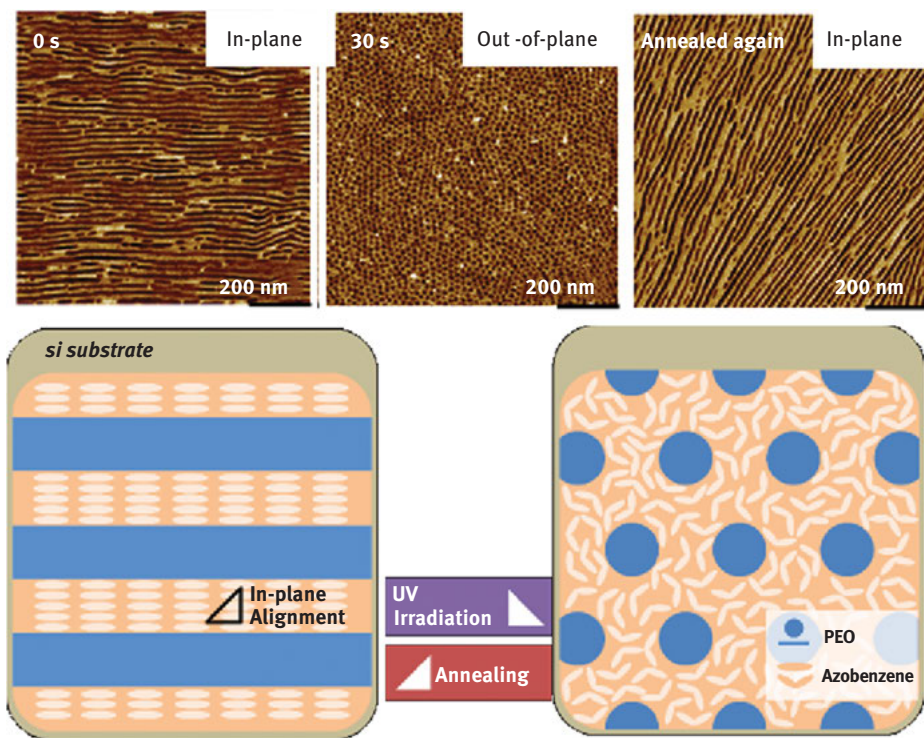 0 s
In-plane
30 s
Out -of-plane
Annealed again
In-plane
200 nm
200 nm
200 nm
si substrate
In-plane
Alignment
UV
Irradiation
Annealing
PEO
Azobenzene